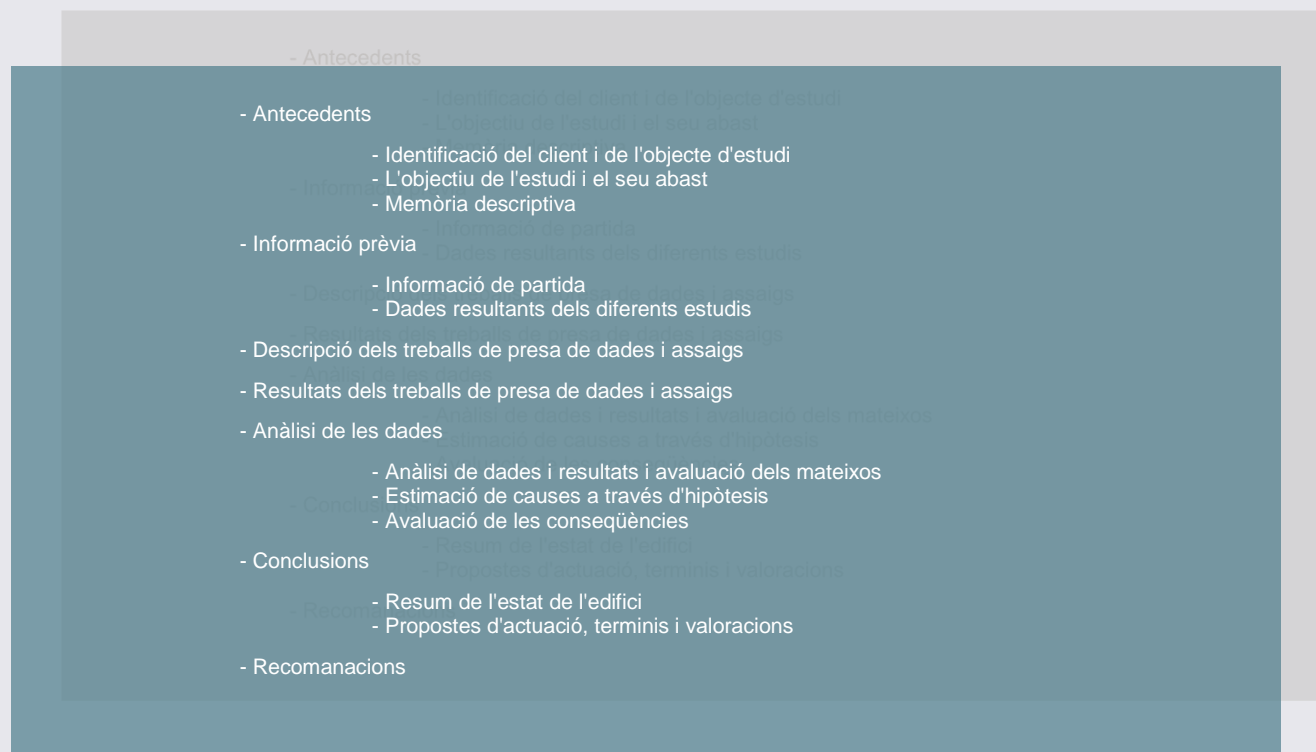 - Antecedents
- Identificació del client i de l'objecte d'estudi
- L'objectiu de l'estudi i el seu abast
- Memòria descriptiva
- Informació prèvia
- Informació de partida
- Dades resultants dels diferents estudis
- Descripció dels treballs de presa de dades i assaigs
- Resultats dels treballs de presa de dades i assaigs
- Anàlisi de les dades
- Anàlisi de dades i resultats i avaluació dels mateixos
- Estimació de causes a través d'hipòtesis
- Avaluació de les conseqüències
- Conclusions
- Resum de l'estat de l'edifici
- Propostes d'actuació, terminis i valoracions
- Recomanacions